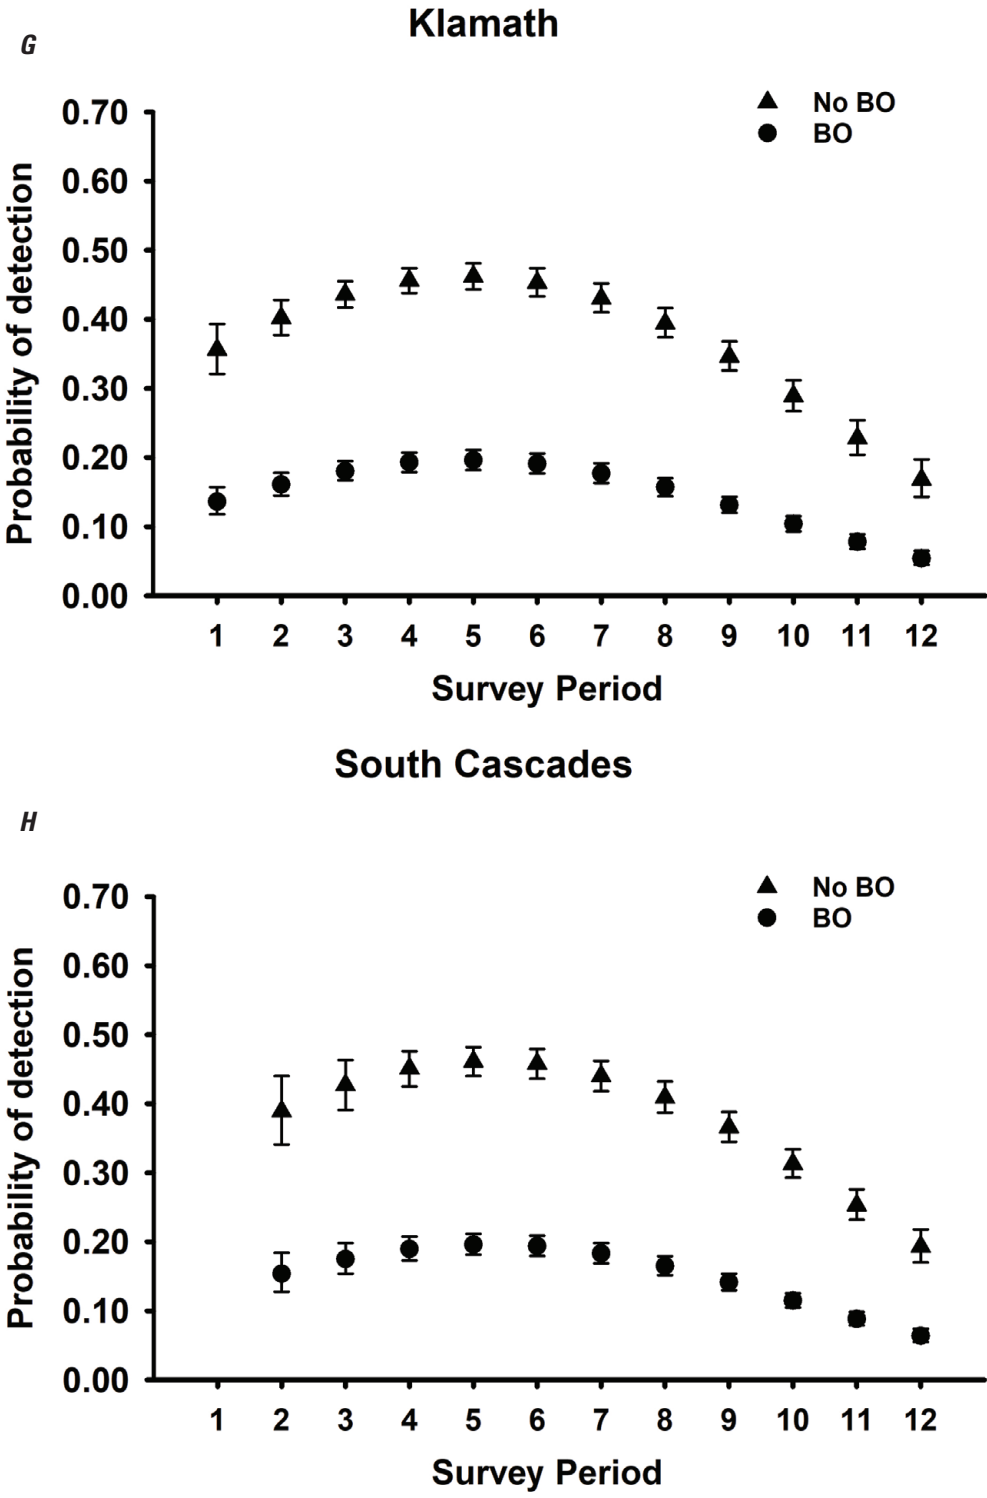 Klamath
G
No BO
BO
0.70
0.60
0.50
0.40
0.30
0.20
0.10
0.00
Probability of detection
1 2 3 4 5 6 7 8 9 10 11 12
Survey Period
South Cascades
H
No BO
BO
0.70
0.60
0.50
0.40
0.30
0.20
0.10
0.00
Probability of detection
1 2 3 4 5 6 7 8 9 10 11 12
Survey Period